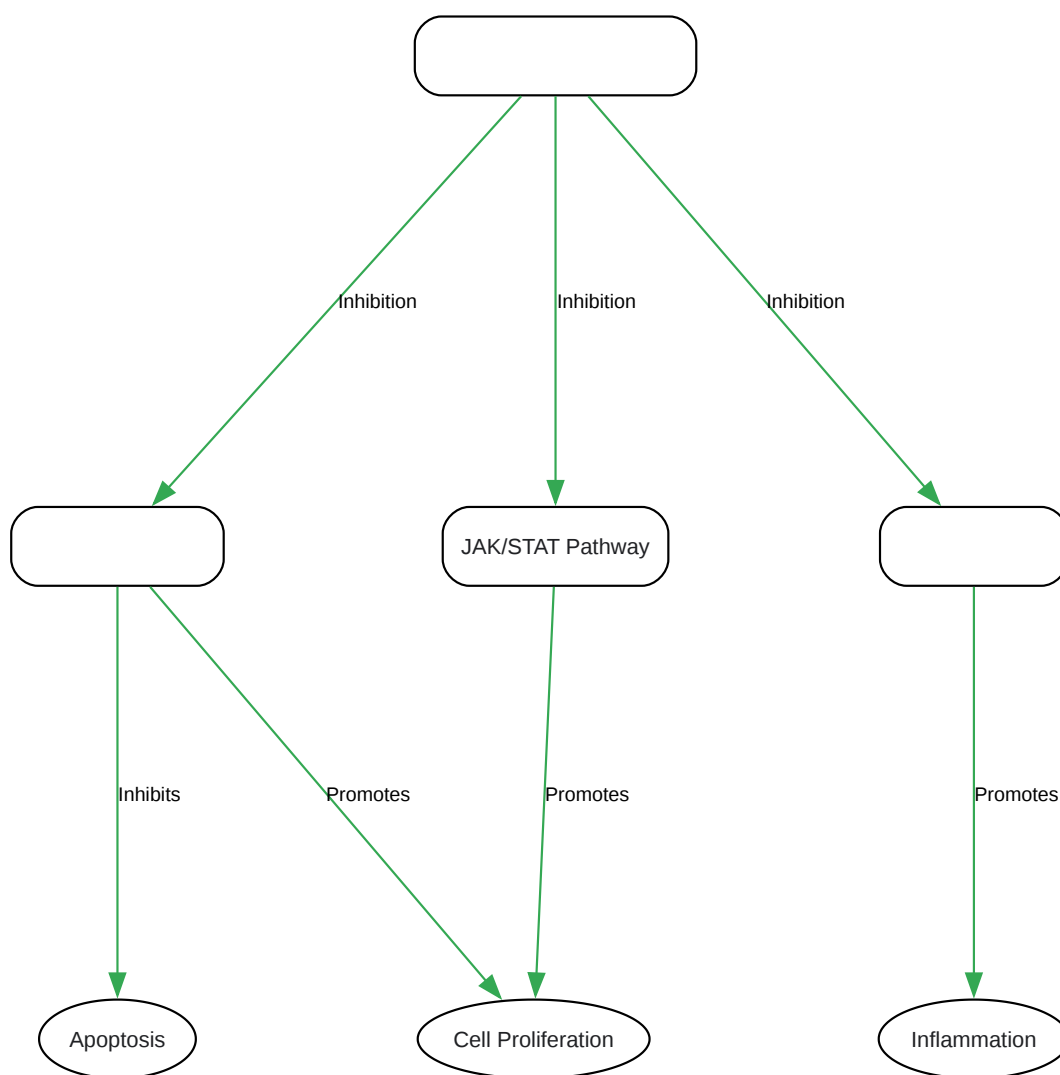 Inhibition
Inhibition
Inhibition
JAK/STAT Pathway
Inhibits
Promotes
Promotes
Promotes
Apoptosis
Cell Proliferation
Inflammation